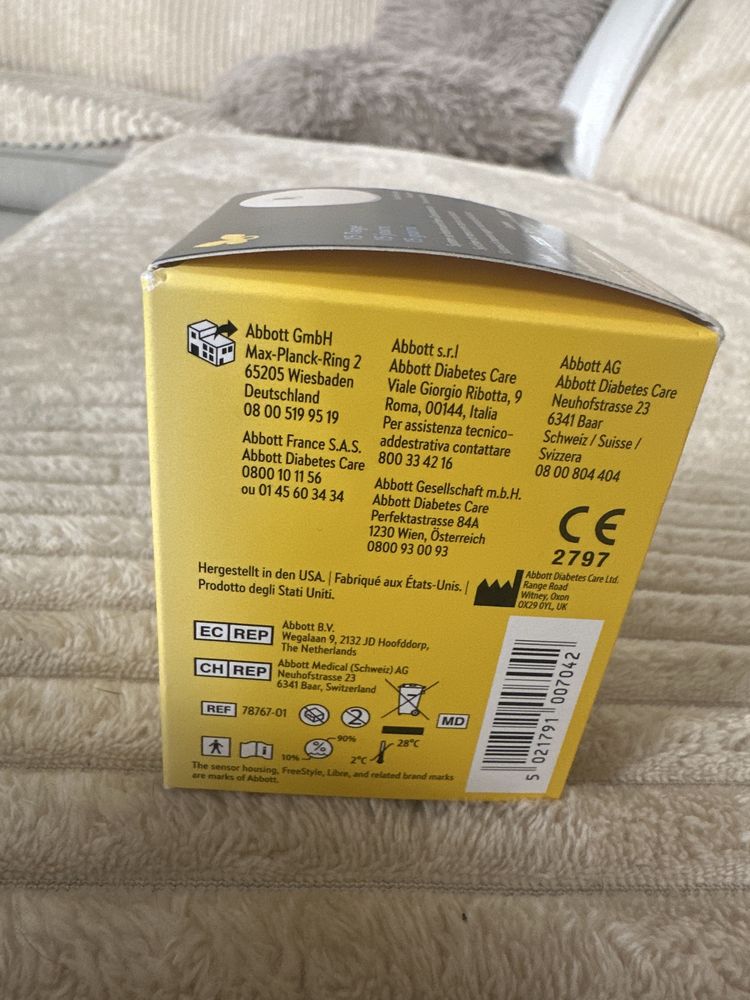 15 Tage
15 jours
15 giorni
Abbott GmbH
Max-Planck-Ring 2
65205 Wiesbaden
Deutschland
08 00 519 95 19
Abbott France S.A.S.
Abbott Diabetes Care
0800 10 11 56
ou 01 45 60 34 34
Abbott s.r.l
Abbott Diabetes Care
Viale Giorgio Ribotta, 9
Roma, 00144, Italia
Per assistenza tecnico-
addestrativa contattare
800 33 42 16
Abbott Gesellschaft m.b.H.
Abbott Diabetes Care
Perfektastrasse 84A
1230 Wien, Österreich
0800 93 00 93
Abbott AG
Abbott Diabetes Care
Neuhofstrasse 23
6341 Baar
Schweiz / Suisse /
Svizzera
08 00 804 404
CE
2797
Hergestellt in den USA. | Fabriqué aux États-Unis. |
Prodotto degli Stati Uniti.
Abbott Diabetes Care Ltd.
Range Road
Witney, Oxon
OX29 0YL, UK
EC REP
Abbott B.V.
Wegalaan 9, 2132 JD Hoofddorp,
The Netherlands
CH REP
Abbott Medical (Schweiz) AG
Neuhofstrasse 23
6341 Baar, Switzerland
REF 78767-01
2
MD
i
10% % 90%
2°C 28°C
The sensor housing, FreeStyle, Libre, and related brand marks
are marks of Abbott.
5 021791 007042